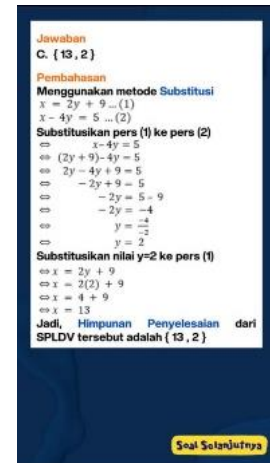 Jawaban
C. { 13 , 2 }
Pembahasan
Menggunakan metode Substitusi
x = 2y + 9 ... (1)
x − 4y = 5 ... (2)
Substitusikan pers (1) ke pers (2)
⇔ x−4y = 5
⇔ (2y + 9)− 4y = 5
⇔ 2y − 4y + 9 = 5
⇔ − 2y + 9 = 5
⇔ − 2y = 5 − 9
⇔ − 2y = −4
⇔ y = −4/−2
⇔ y = 2
Substitusikan nilai y=2 ke pers (1)
⇔ x = 2y + 9
⇔ x = 2(2) + 9
⇔ x = 4 + 9
⇔ x = 13
Jadi, Himpunan Penyelesaian dari
SPLDV tersebut adalah { 13 , 2 }
Soal Selanjutnya